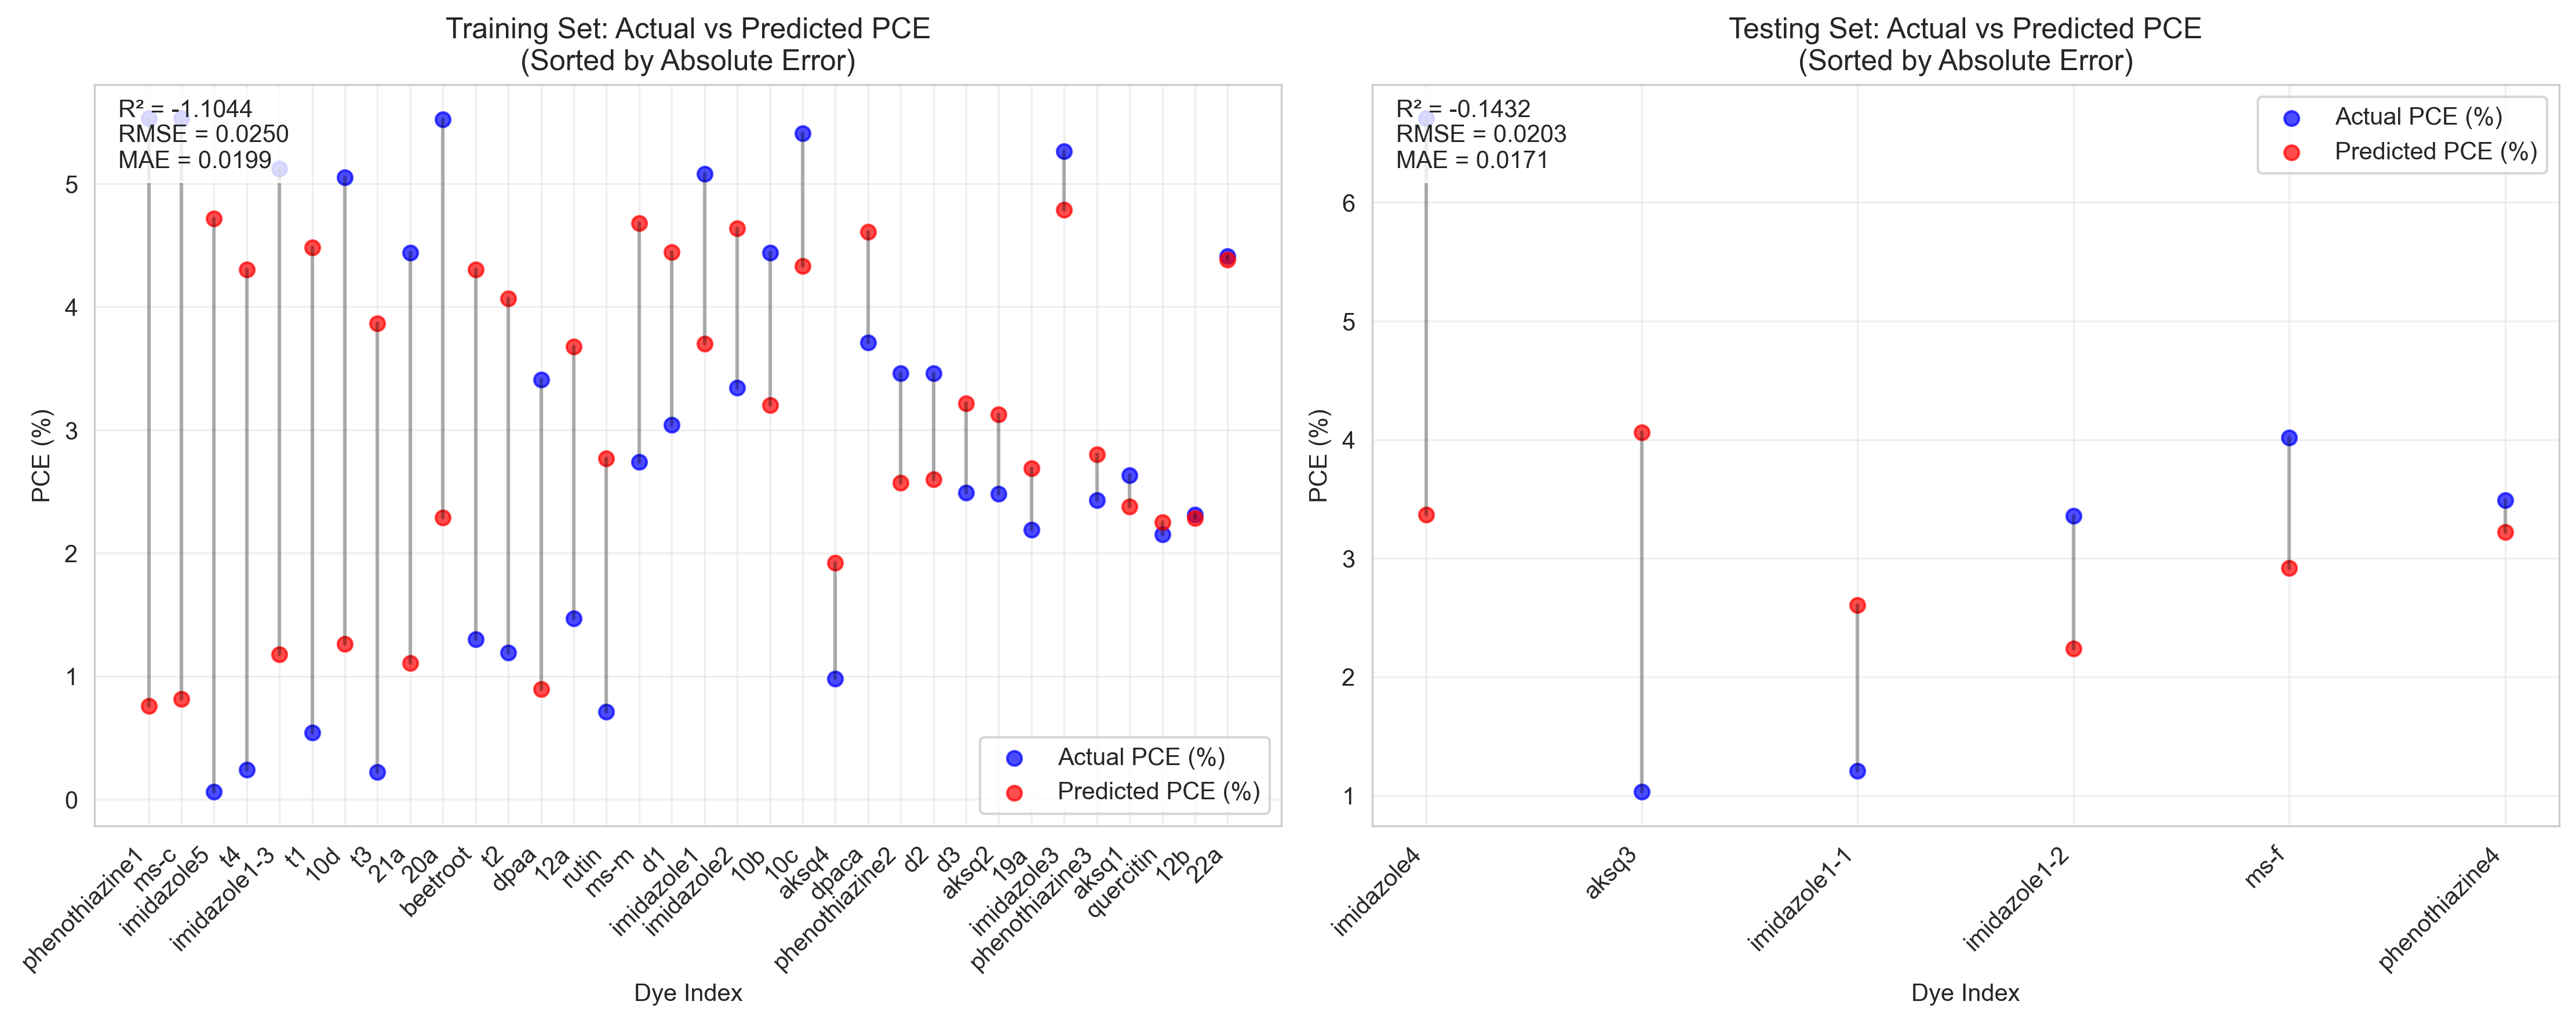 Training Set: Actual vs Predicted PCE
(Sorted by Absolute Error)
R² = -1.1044
RMSE = 0.0250
MAE = 0.0199
5
4
3
2
1
0
PCE (%)
Actual PCE (%)
Predicted PCE (%)
phenothiazine1
ms-c
imidazole5
t4
imidazole1-3
t1
10d
t3
21a
20a
beetroot
t2
dpaa
12a
rutin
ms-m
d1
imidazole1
imidazole2
10b
10c
aksq4
dpaca
phenothiazine2
d2
d3
aksq2
19a
imidazole3
phenothiazine3
aksq1
quercitin
12b
22a
Dye Index
Testing Set: Actual vs Predicted PCE
(Sorted by Absolute Error)
R² = -0.1432
RMSE = 0.0203
MAE = 0.0171
Actual PCE (%)
Predicted PCE (%)
6
5
4
3
2
1
PCE (%)
imidazole4
aksq3
imidazole1-1
imidazole1-2
ms-f
phenothiazine4
Dye Index